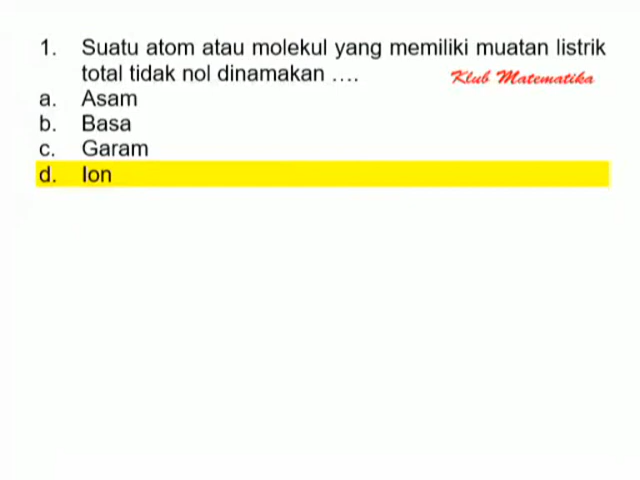 1. Suatu atom atau molekul yang memiliki muatan listrik
total tidak nol dinamakan ....
Klub Matematika
a. Asam
b. Basa
c. Garam
d. Ion